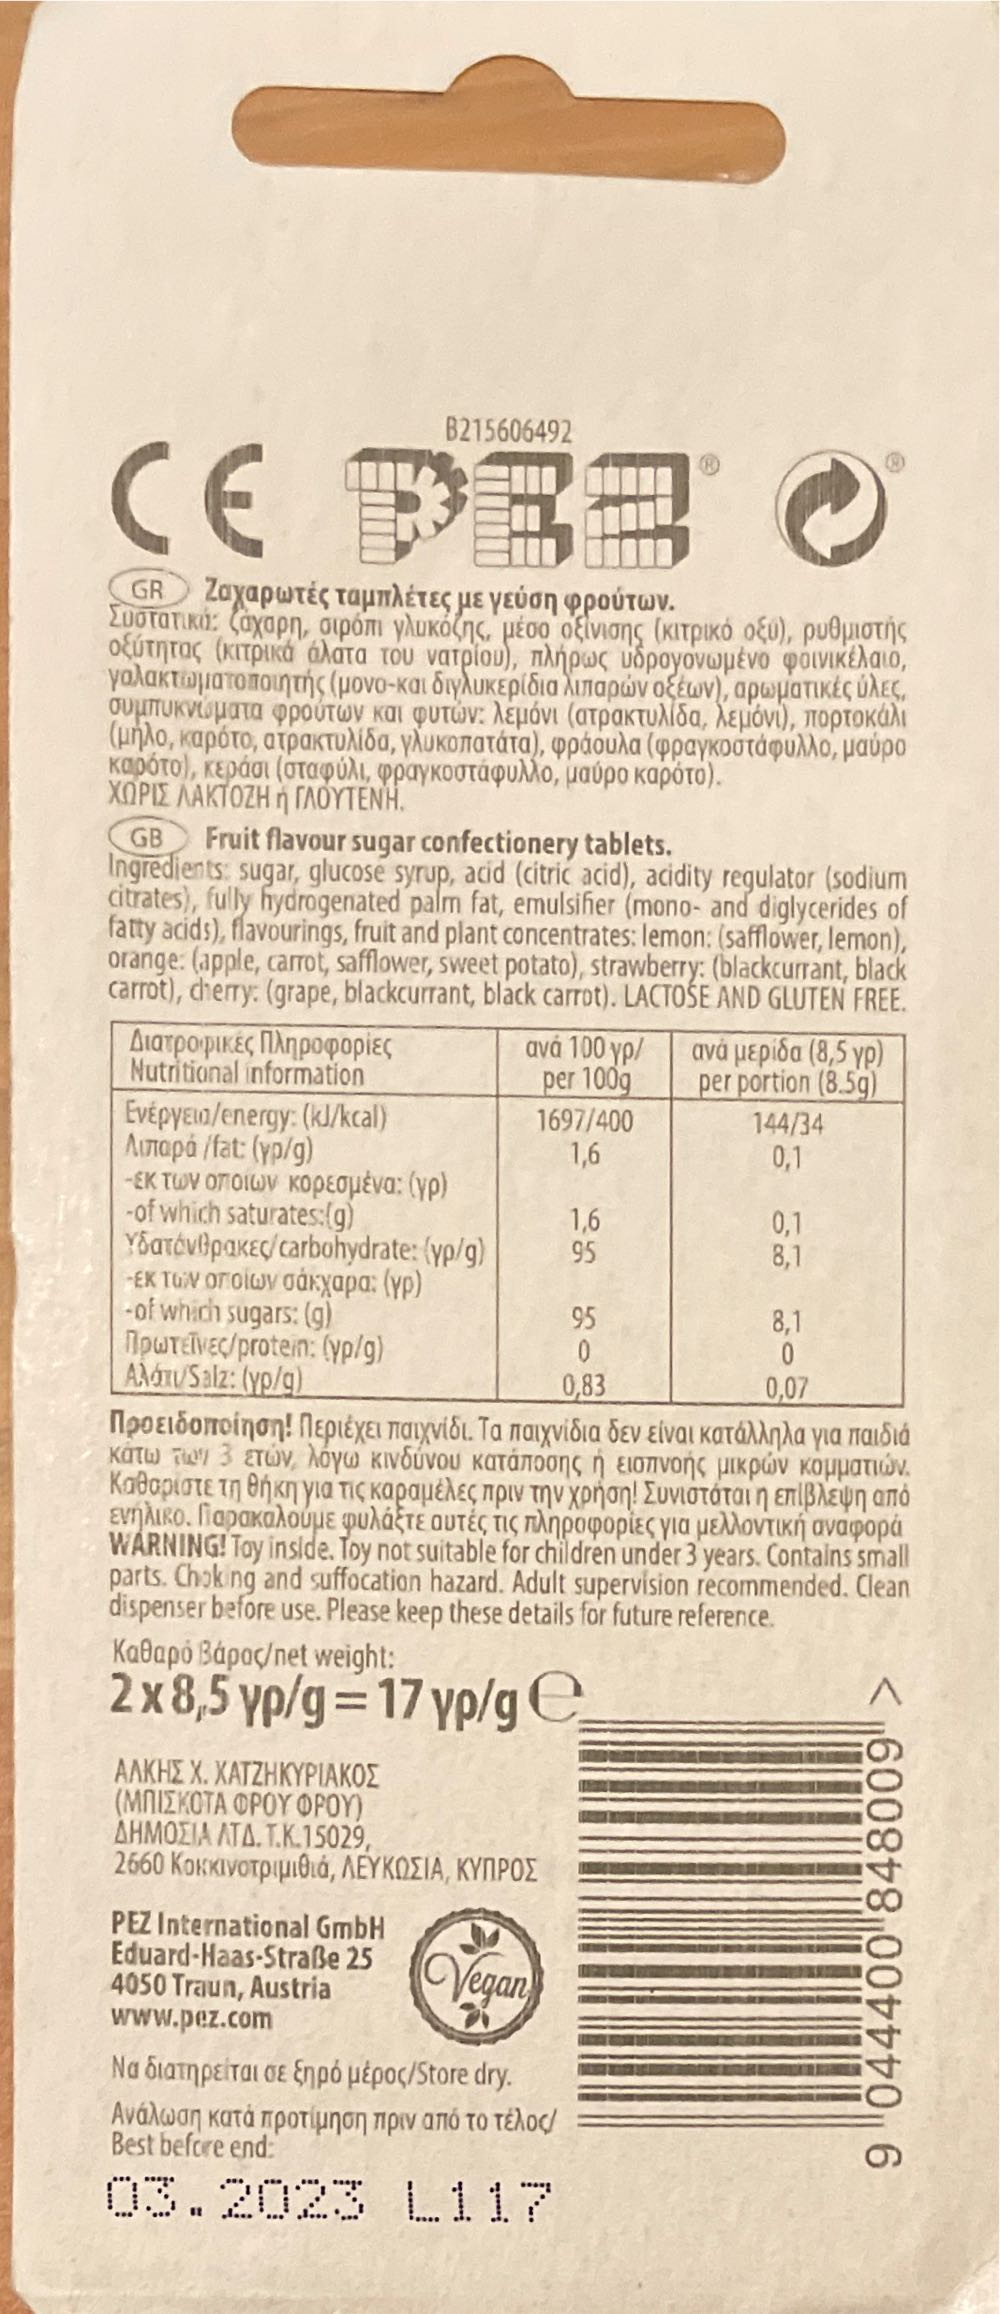 B215606492
CE PEZ® ®
GR Ζαχαρωτές ταμπλέτες με γεύση φρούτων.
Συστατικά: ζάχαρη, σιρόπι γλυκόζης, μέσο οξίνισης (κιτρικό οξύ), ρυθμιστής
οξύτητας (κιτρικά άλατα του νατρίου), πλήρως υδρογονωμένο φοινικέλαιο,
γαλακτωματοποιητής (μονο-και διγλυκερίδια λιπαρών οξέων), αρωματικές ύλες,
συμπυκνώματα φρούτων και φυτών: λεμόνι (ατρακτυλίδα, λεμόνι), πορτοκάλι
(μήλο, καρότο, ατρακτυλίδα, γλυκοπατάτα), φράουλα (φραγκοστάφυλλο, μαύρο
καρότο), κεράσι (σταφύλι, φραγκοστάφυλλο, μαύρο καρότο).
ΧΩΡΙΣ ΛΑΚΤΟΖΗ ή ΓΛΟΥΤΕΝΗ.
GB Fruit flavour sugar confectionery tablets.
Ingredients: sugar, glucose syrup, acid (citric acid), acidity regulator (sodium
citrates), fully hydrogenated palm fat, emulsifier (mono- and diglycerides of
fatty acids), flavourings, fruit and plant concentrates: lemon: (safflower, lemon),
orange: (apple, carrot, safflower, sweet potato), strawberry: (blackcurrant, black
carrot), cherry: (grape, blackcurrant, black carrot). LACTOSE AND GLUTEN FREE.
Διατροφικές Πληροφορίες ανά 100 γρ/ ανά μερίδα (8,5 γρ)
Nutritional information per 100g per portion (8.5g)
Ενέργεια/energy: (kJ/kcal) 1697/400 144/34
Λιπαρά /fat: (γρ/g) 1,6 0,1
-εκ των οποιων κορεσμένα: (γρ)
-of which saturates:(g) 1,6 0,1
Υδατάνθρακες/carbohydrate: (γρ/g) 95 8,1
-εκ των οποίων σάκχαρα: (γρ)
-of which sugars: (g) 95 8,1
Πρωτεΐνες/protein: (γρ/g) 0 0
Αλάτι/Salz: (γρ/g) 0,83 0,07
Προειδοποίηση! Περιέχει παιχνίδι. Τα παιχνίδια δεν είναι κατάλληλα για παιδιά
κάτω των 3 ετών, λόγω κινδύνου κατάποσης ή εισπνοής μικρών κομματιών.
Καθαρίστε τη θήκη για τις καραμέλες πριν την χρήση! Συνιστάται η επίβλεψη από
ενήλικο. Παρακαλούμε φυλάξτε αυτές τις πληροφορίες για μελλοντική αναφορά
WARNING! Toy inside. Toy not suitable for children under 3 years. Contains small
parts. Choking and suffocation hazard. Adult supervision recommended. Clean
dispenser before use. Please keep these details for future reference.
Καθαρό Βάρος/net weight:
2 x 8,5 γρ/g = 17 γρ/g ℮
ΑΛΚΗΣ Χ. ΧΑΤΖΗΚΥΡΙΑΚΟΣ
(ΜΠΙΣΚΟΤΑ ΦΡΟΥ ΦΡΟΥ)
ΔΗΜΟΣΙΑ ΛΤΔ. Τ.Κ.15029,
2660 Κοκκινοτριμιθιά, ΛΕΥΚΩΣΙΑ, ΚΥΠΡΟΣ
PEZ International GmbH
Eduard-Haas-Straße 25
4050 Traun, Austria
www.pez.com
Vegan
Να διατηρείται σε ξηρό μέρος/Store dry.
Ανάλωση κατά προτίμηση πριν από το τέλος/
Best before end:
03.2023 L117
9 044400 848009 >